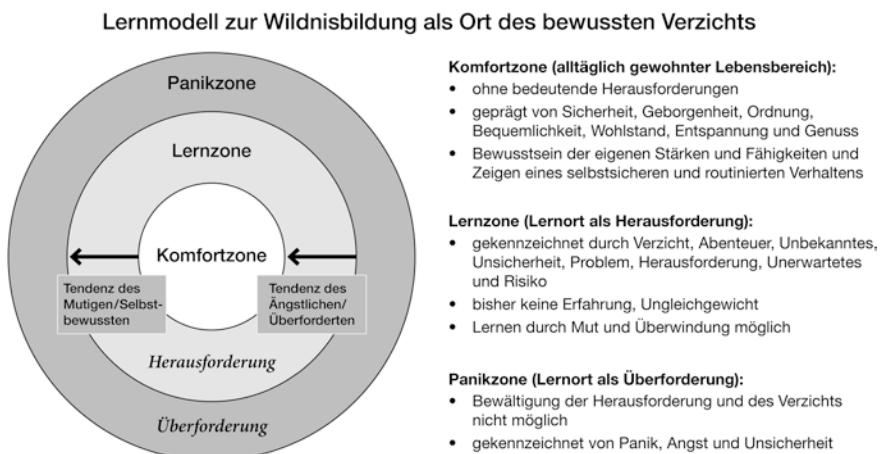 Lernmodell zur Wildnisbildung als Ort des bewussten Verzichts
Panikzone
Lernzone
Komfortzone
Tendenz des
Mutigen/Selbst-
bewussten
Tendenz des
Ängstlichen/
Überforderten
Herausforderung
Überforderung
Komfortzone (alltäglich gewohnter Lebensbereich):
• ohne bedeutende Herausforderungen
• geprägt von Sicherheit, Geborgenheit, Ordnung,
Bequemlichkeit, Wohlstand, Entspannung und Genuss
• Bewusstsein der eigenen Stärken und Fähigkeiten und
Zeigen eines selbstsicheren und routinierten Verhaltens
Lernzone (Lernort als Herausforderung):
• gekennzeichnet durch Verzicht, Abenteuer, Unbekanntes,
Unsicherheit, Problem, Herausforderung, Unerwartetes
und Risiko
• bisher keine Erfahrung, Ungleichgewicht
• Lernen durch Mut und Überwindung möglich
Panikzone (Lernort als Überforderung):
• Bewältigung der Herausforderung und des Verzichts
nicht möglich
• gekennzeichnet von Panik, Angst und Unsicherheit